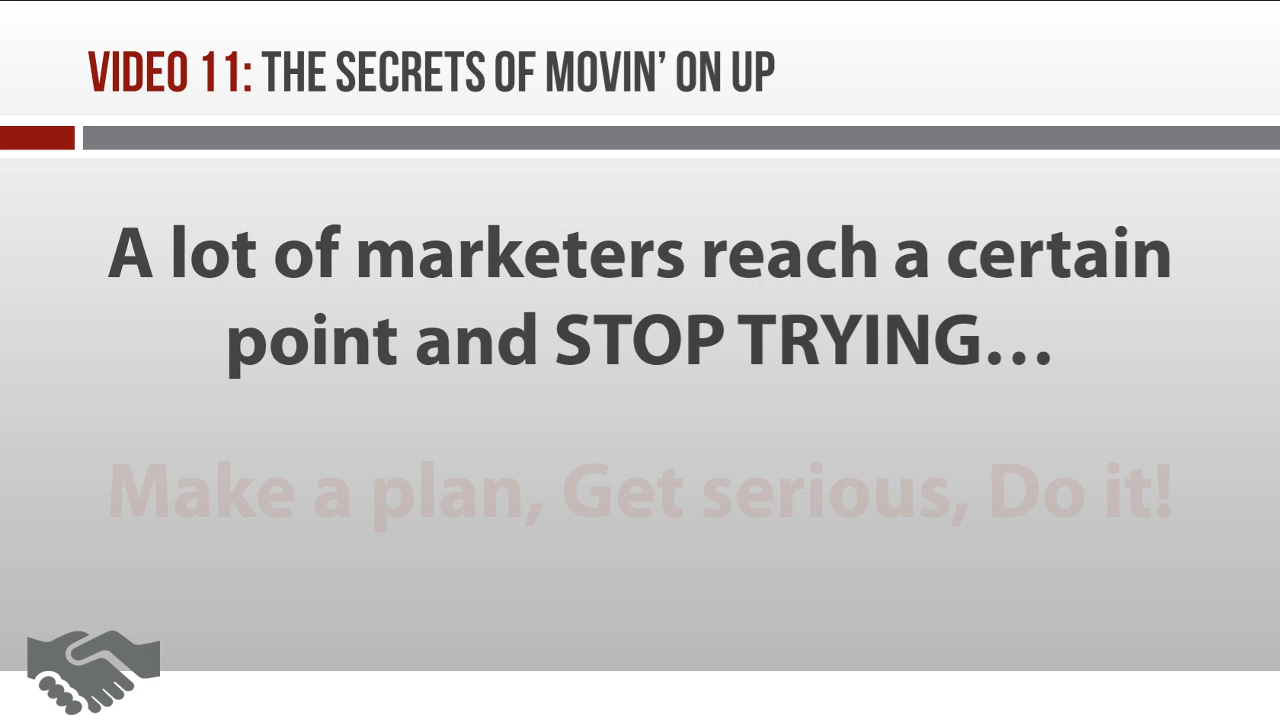 VIDEO 11: THE SECRETS OF MOVIN’ ON UP
A lot of marketers reach a certain
point and STOP TRYING…
Make a plan, Get serious, Do it!